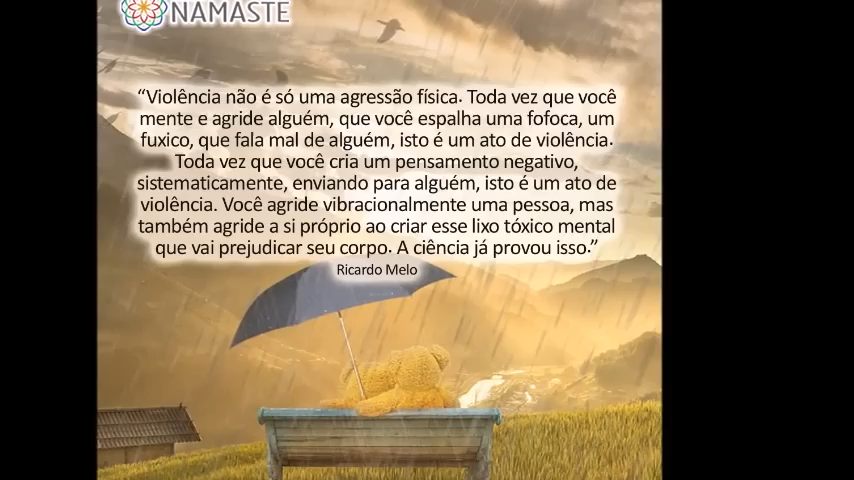 NAMASTE
“Violência não é só uma agressão física. Toda vez que você
mente e agride alguém, que você espalha uma fofoca, um
fuxico, que fala mal de alguém, isto é um ato de violência.
Toda vez que você cria um pensamento negativo,
sistematicamente, enviando para alguém, isto é um ato de
violência. Você agride vibracionalmente uma pessoa, mas
também agride a si próprio ao criar esse lixo tóxico mental
que vai prejudicar seu corpo. A ciência já provou isso.”
Ricardo Melo